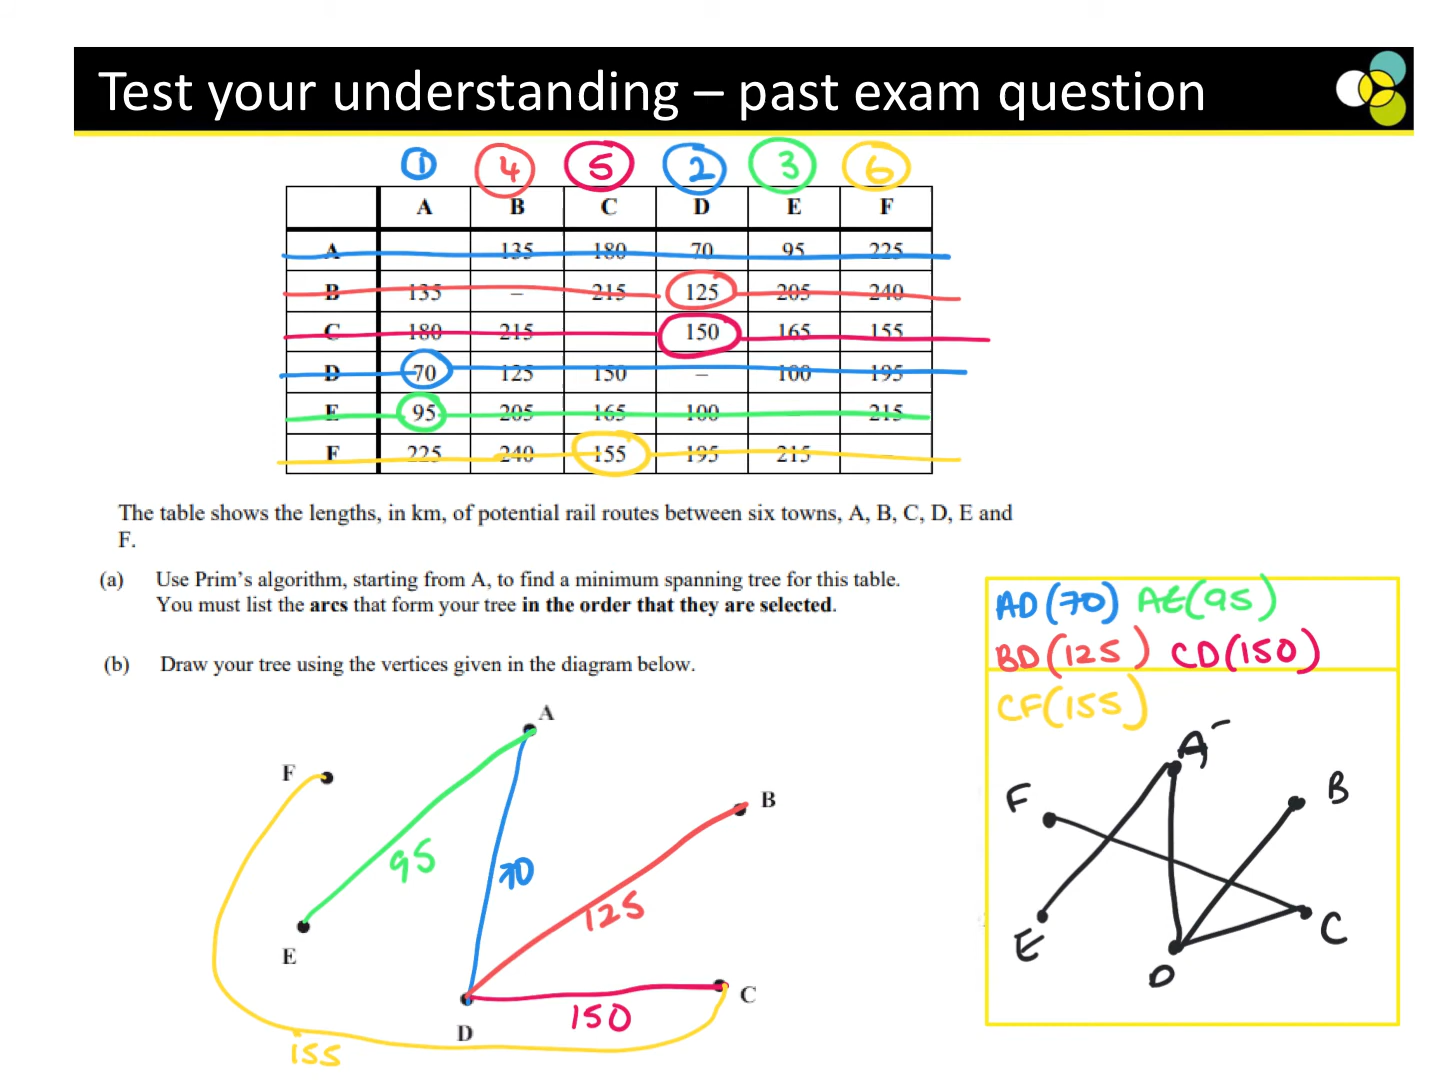 Test your understanding – past exam question
1 4 5 2 3 6
A B C D E F
A 135 180 70 95 225
B 135 – 215 125 205 240
C 180 215 150 165 155
D 70 125 150 – 100 195
E 95 205 165 100 – 215
F 225 240 155 195 215 –
The table shows the lengths, in km, of potential rail routes between six towns, A, B, C, D, E and
F.
(a) Use Prim's algorithm, starting from A, to find a minimum spanning tree for this table.
You must list the arcs that form your tree in the order that they are selected.
(b) Draw your tree using the vertices given in the diagram below.
AD(70) AE(95)
BD(125) CD(150)
CF(155)
A
F
B
95
70
125
E
C
150
D
155
A
F
B
E
C
D